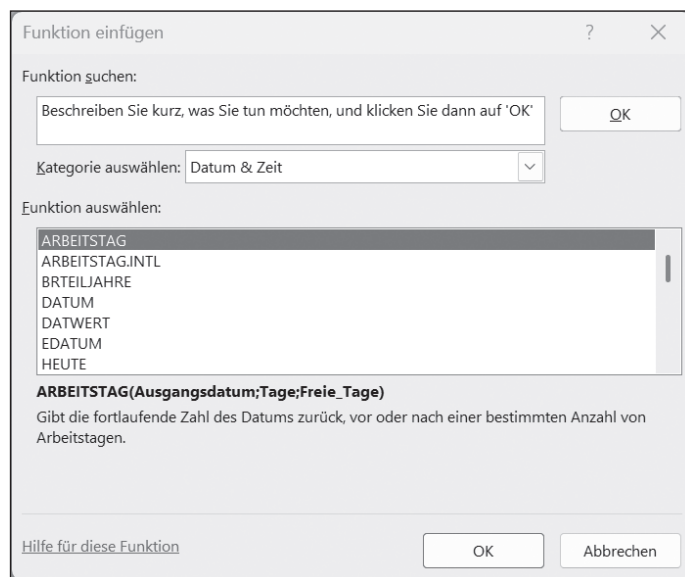 Funktion einfügen ?
Funktion suchen:
Beschreiben Sie kurz, was Sie tun möchten, und klicken Sie dann auf 'OK'
OK
Kategorie auswählen: Datum & Zeit
Funktion auswählen:
ARBEITSTAG
ARBEITSTAG.INTL
BRTEILJAHRE
DATUM
DATWERT
EDATUM
HEUTE
ARBEITSTAG(Ausgangsdatum;Tage;Freie_Tage)
Gibt die fortlaufende Zahl des Datums zurück, vor oder nach einer bestimmten Anzahl von
Arbeitstagen.
Hilfe für diese Funktion
OK
Abbrechen